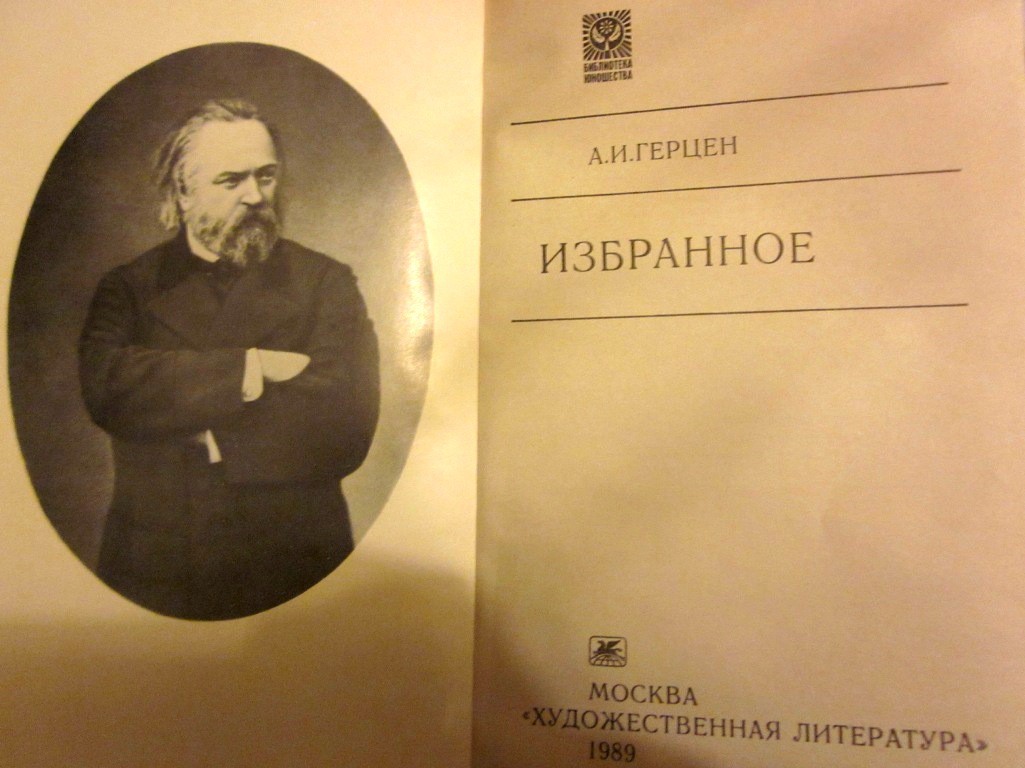 БИБЛИОТЕКА
ЮНОШЕСТВА
А.И.ГЕРЦЕН
ИЗБРАННОЕ
МОСКВА
«ХУДОЖЕСТВЕННАЯ ЛИТЕРАТУРА»
1989